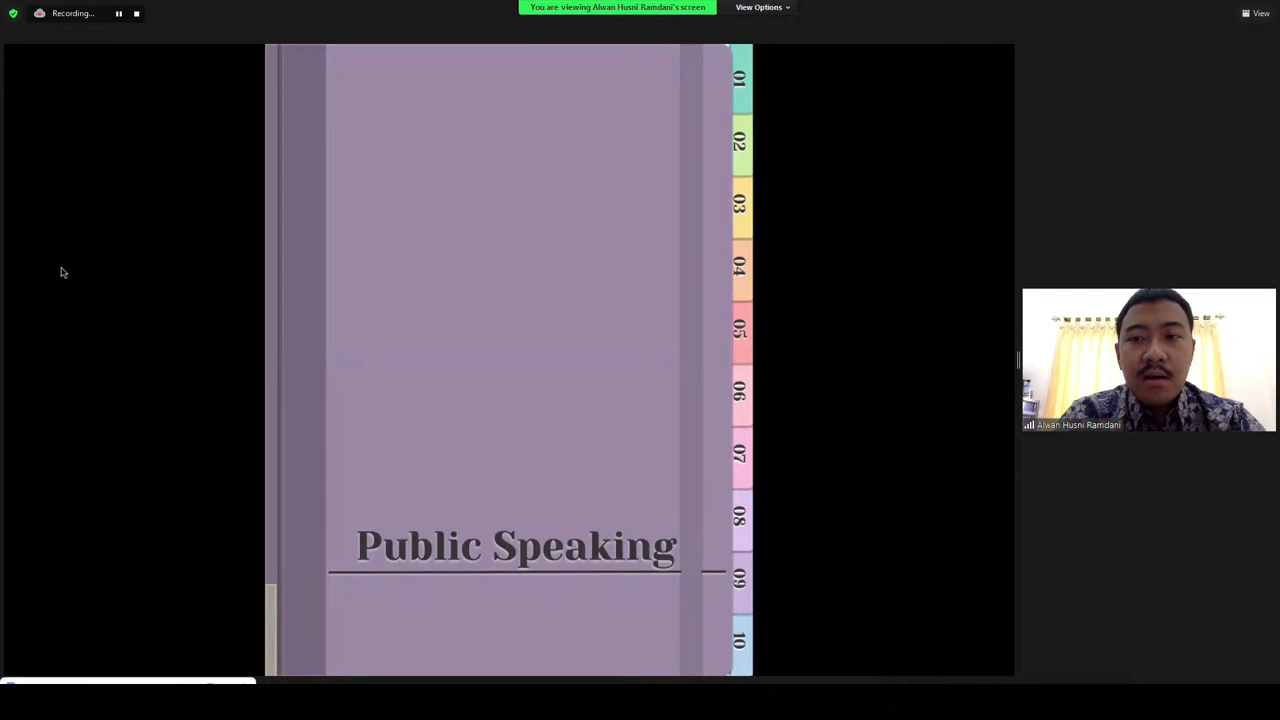 Recording...
You are viewing Alwan Husni Ramdani's screen
View Options
View
01
02
03
04
05
06
07
08
09
10
Public Speaking
Alwan Husni Ramdani